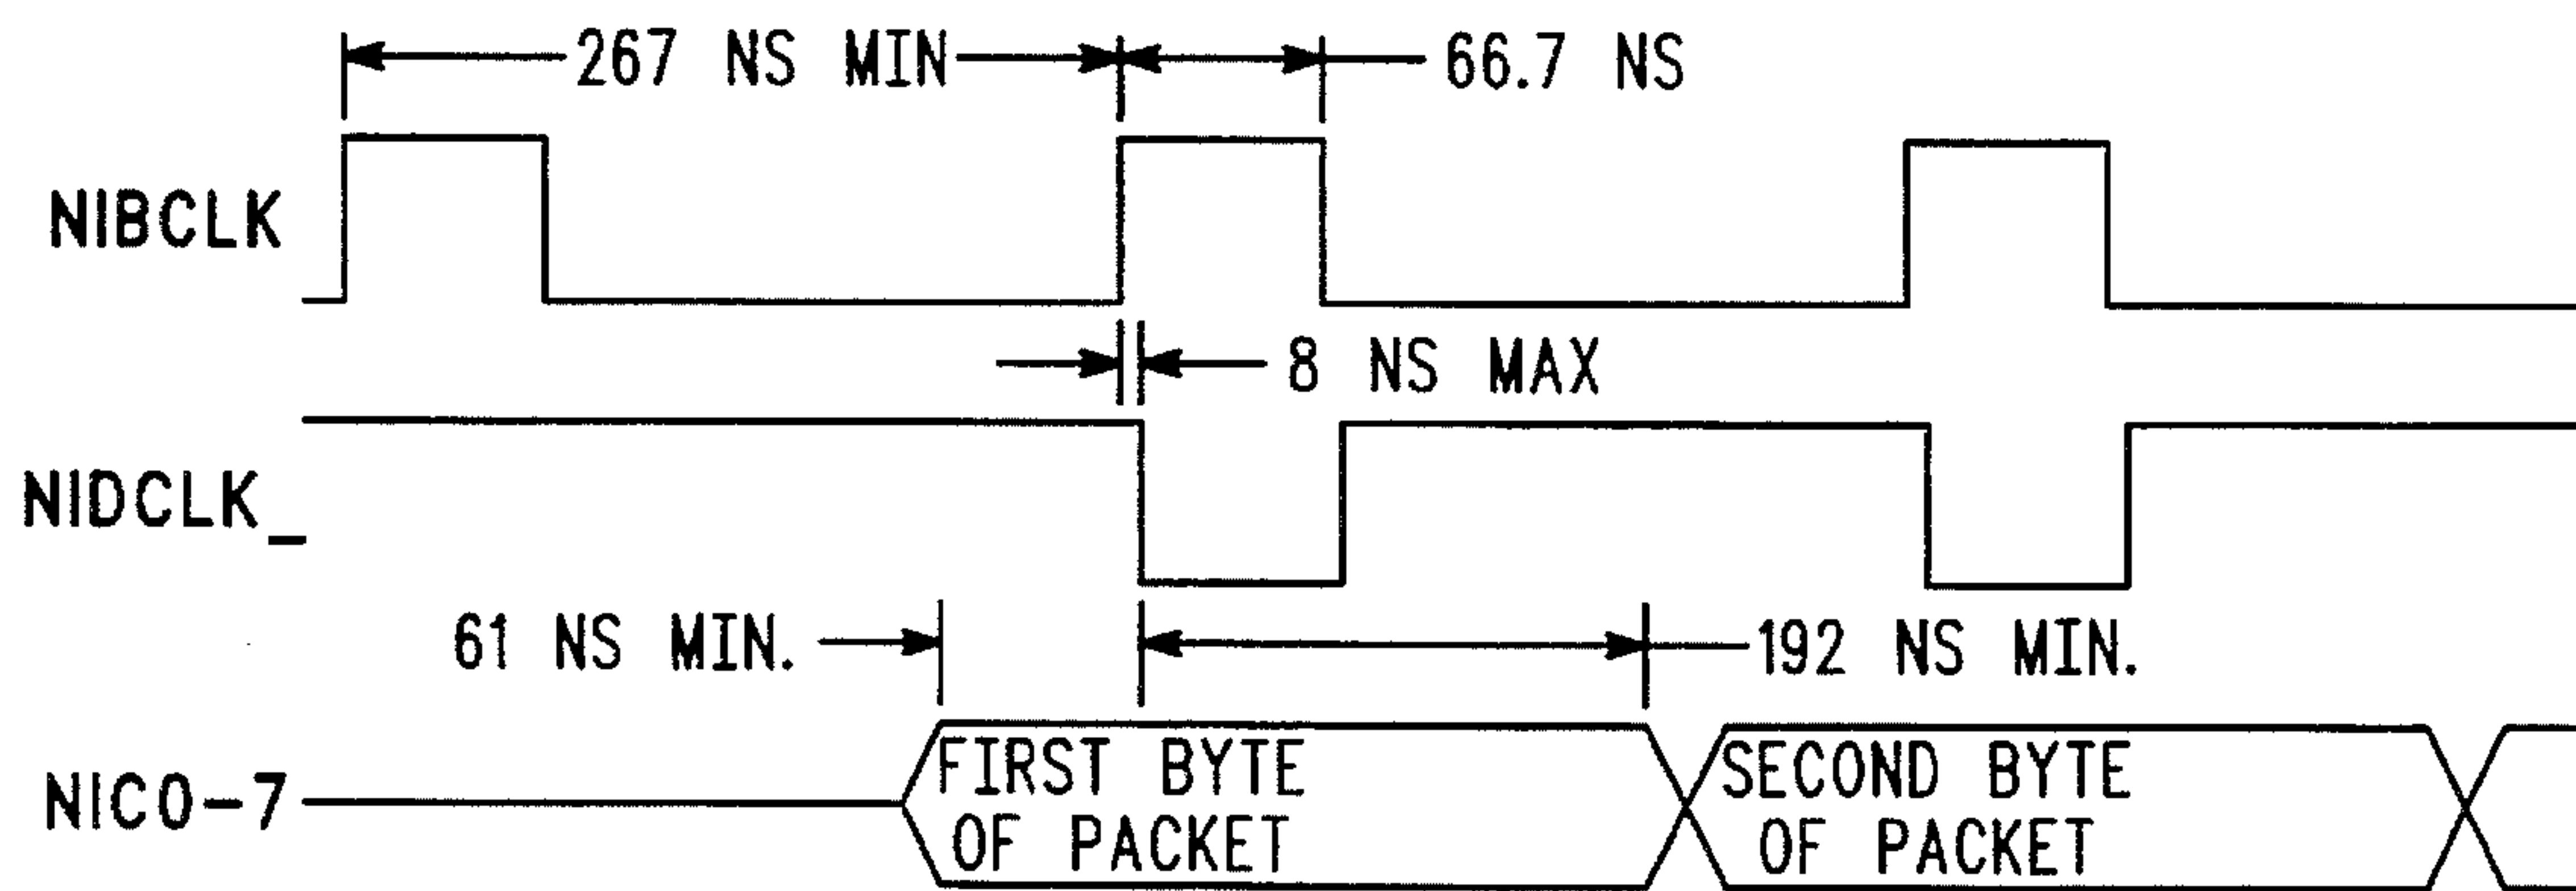 267 NS MIN
66.7 NS
NIBCLK
8 NS MAX
NIDCLK_
61 NS MIN.
192 NS MIN.
NIC0-7
FIRST BYTE
OF PACKET
SECOND BYTE
OF PACKET